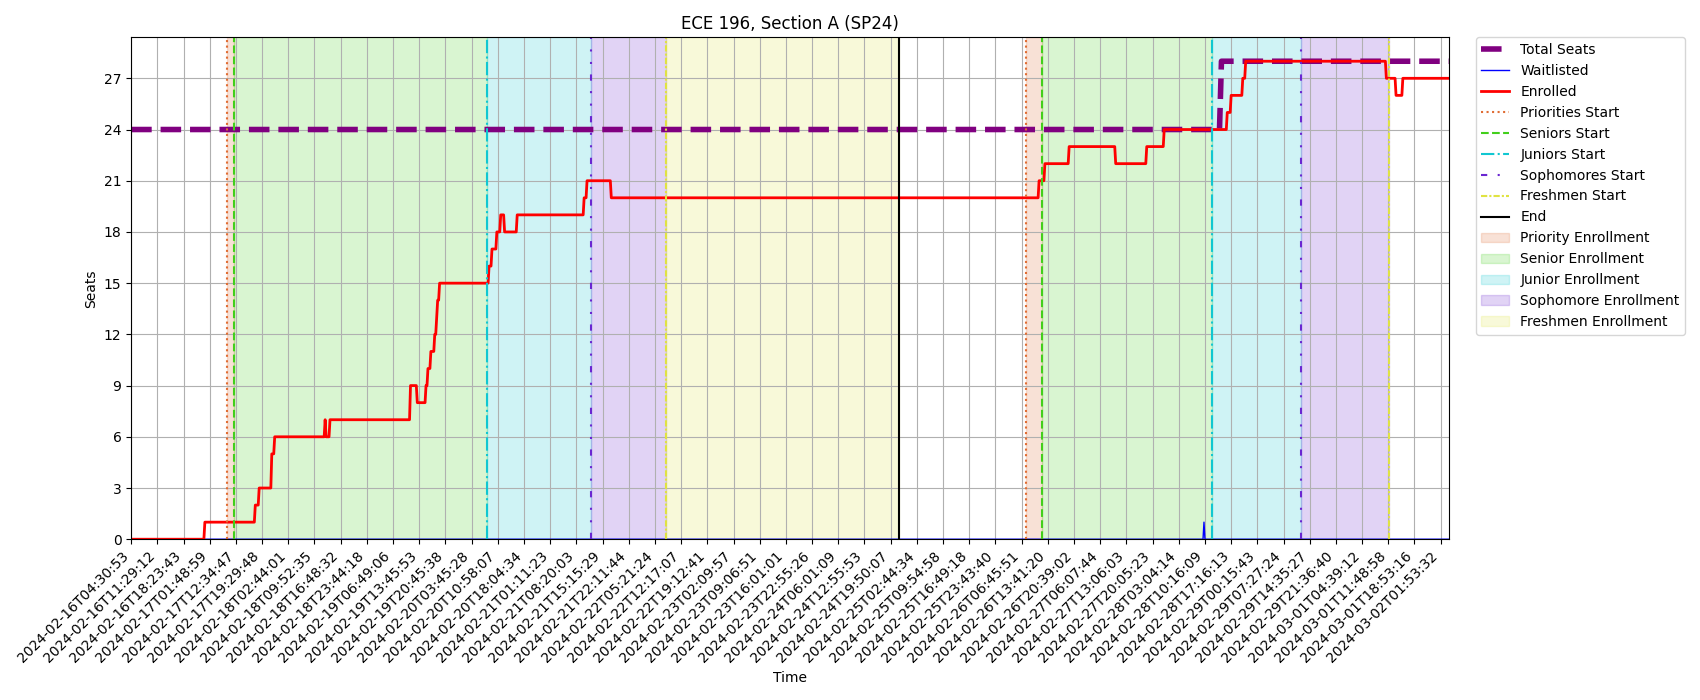 ECE 196, Section A (SP24)
Seats
27
24
21
18
15
12
9
6
3
0
2024-02-16T04:30:53
2024-02-16T11:29:12
2024-02-16T18:23:43
2024-02-17T01:48:59
2024-02-17T12:34:47
2024-02-17T19:29:48
2024-02-18T02:44:01
2024-02-18T09:52:35
2024-02-18T16:48:32
2024-02-18T23:44:18
2024-02-19T06:49:06
2024-02-19T13:45:53
2024-02-19T20:45:38
2024-02-20T03:45:28
2024-02-20T10:58:07
2024-02-20T18:04:34
2024-02-21T01:11:23
2024-02-21T08:20:03
2024-02-21T15:15:29
2024-02-21T22:11:44
2024-02-22T05:21:24
2024-02-22T12:17:07
2024-02-22T19:12:41
2024-02-23T02:09:57
2024-02-23T09:06:51
2024-02-23T16:01:01
2024-02-23T22:55:26
2024-02-24T06:01:09
2024-02-24T12:55:53
2024-02-24T19:50:07
2024-02-25T02:44:34
2024-02-25T09:54:58
2024-02-25T16:49:18
2024-02-25T23:43:40
2024-02-26T06:45:51
2024-02-26T13:41:20
2024-02-26T20:39:02
2024-02-27T06:07:44
2024-02-27T13:06:03
2024-02-27T20:05:23
2024-02-28T03:04:14
2024-02-28T10:16:09
2024-02-28T17:16:13
2024-02-29T00:15:43
2024-02-29T07:27:24
2024-02-29T14:35:27
2024-02-29T21:36:40
2024-03-01T04:39:12
2024-03-01T11:48:58
2024-03-01T18:53:16
2024-03-02T01:53:32
Time
Total Seats
Waitlisted
Enrolled
Priorities Start
Seniors Start
Juniors Start
Sophomores Start
Freshmen Start
End
Priority Enrollment
Senior Enrollment
Junior Enrollment
Sophomore Enrollment
Freshmen Enrollment